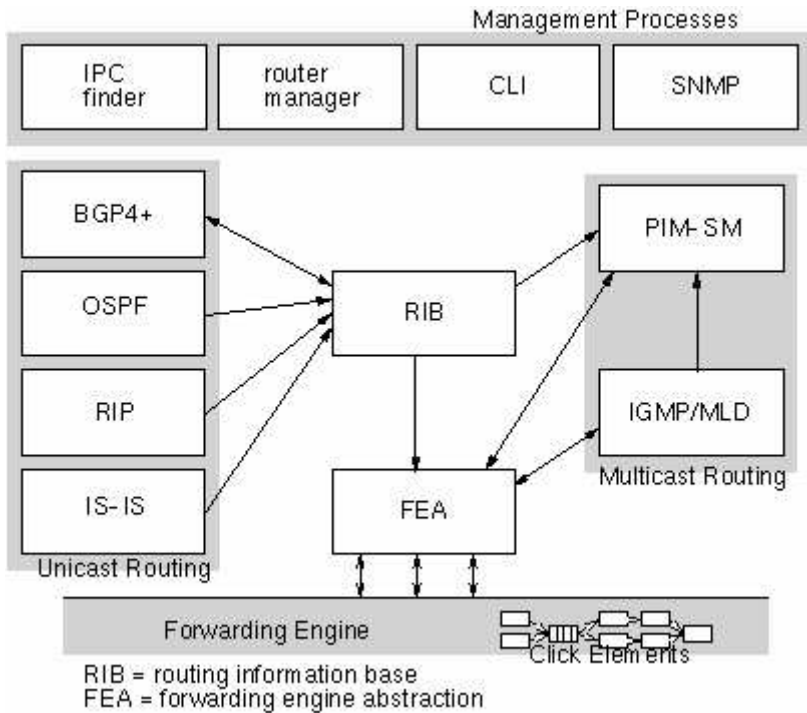 Management Processes
IPC
finder
router
manager
CLI
SNMP
BGP4+
OSPF
RIP
IS-IS
Unicast Routing
RIB
FEA
PIM-SM
IGMP/MLD
Multicast Routing
Forwarding Engine
Click Elements
RIB = routing information base
FEA = forwarding engine abstraction